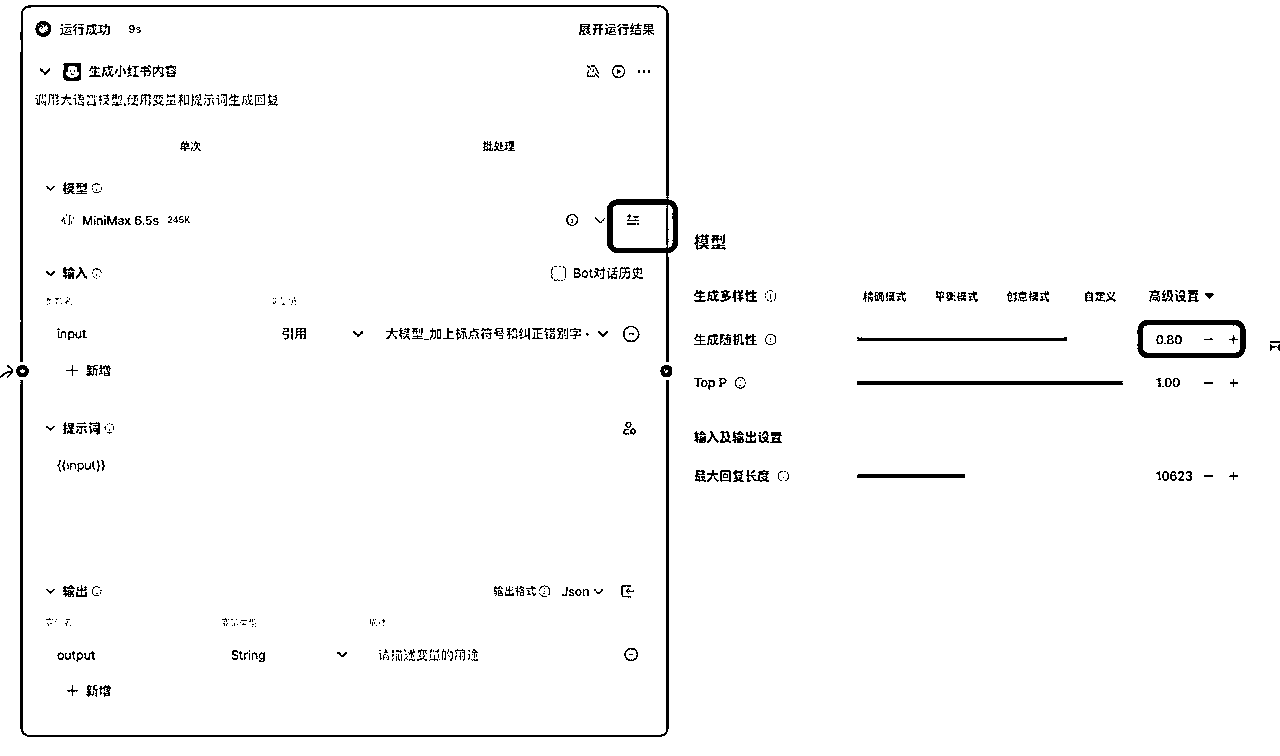 运行成功 9s 展开运行结果
生成小红书内容
调用大语言模型,使用变量和提示词生成回复
单次 批处理
模型
MiniMax 6.5s 245K
输入 Bot对话历史
input 引用 大模型_加上标点符号和纠正错别字
+ 新增
提示词
{{input}}
输出 输出格式 Json
output String 请描述变量的用途
+ 新增
模型
生成多样性 精确模式 平衡模式 创意模式 自定义 高级设置
生成随机性 0.80 − +
Top P 1.00 − +
输入及输出设置
最大回复长度 10623 − +